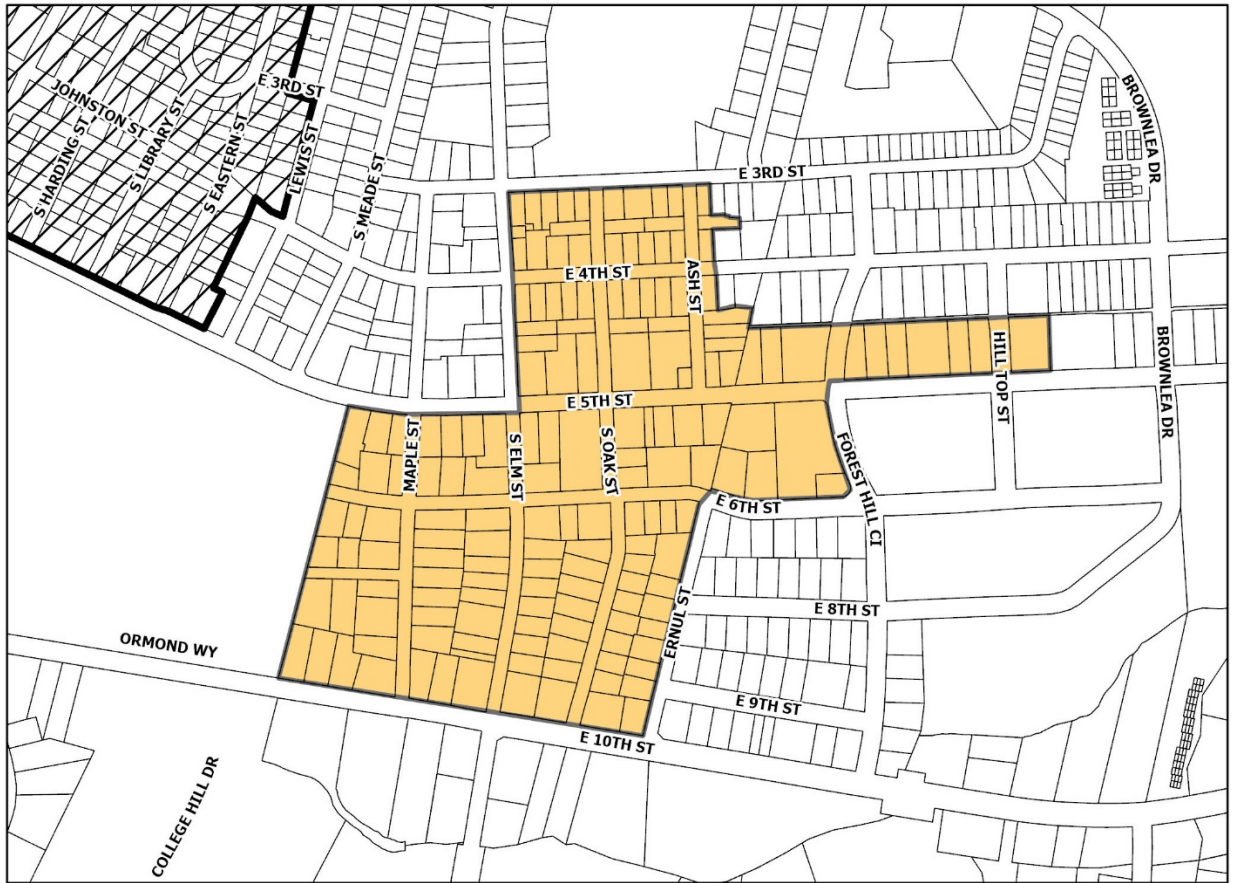 E 3RD ST
JOHNSTON ST
S HARDING ST
S LIBRARY ST
S EASTERN ST
LEWIS ST
S MEADE ST
BROWNLEA DR
E 3RD ST
E 4TH ST
ASH ST
E 5TH ST
HILL TOP ST
BROWNLEA DR
MAPLE ST
S ELM ST
S OAK ST
FOREST HILL CI
E 6TH ST
E 8TH ST
ERNUL ST
ORMOND WY
E 9TH ST
E 10TH ST
COLLEGE HILL DR